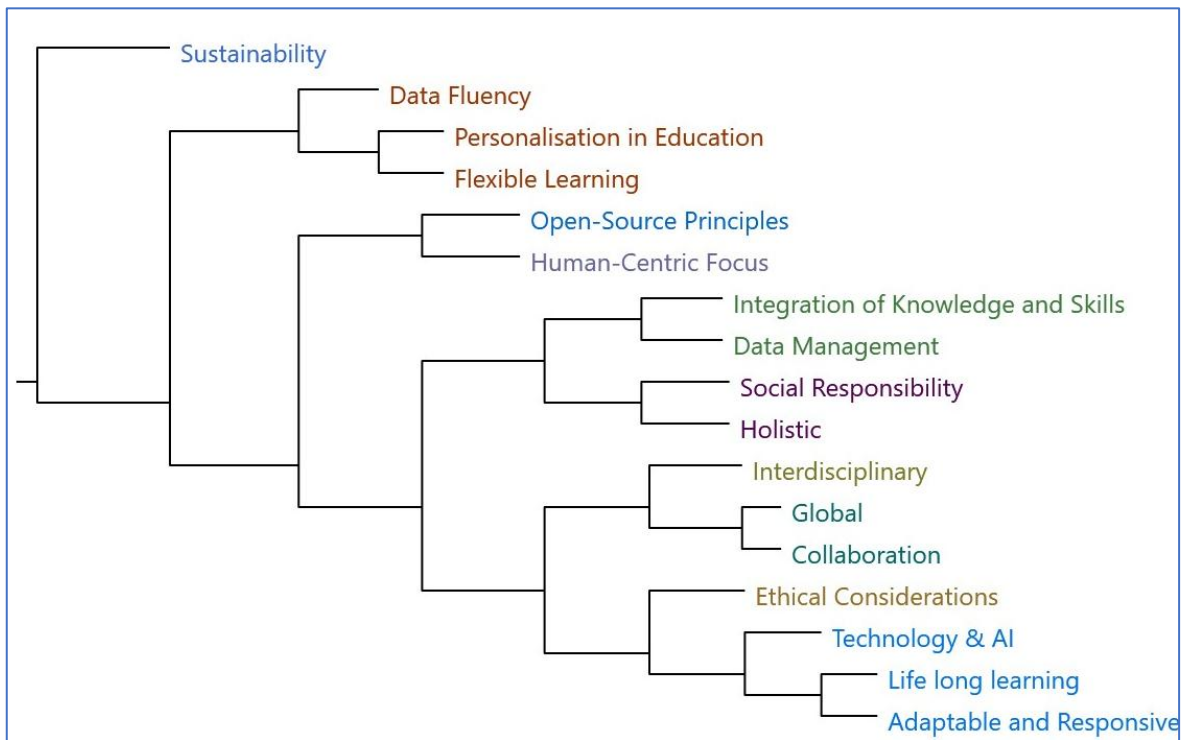 Sustainability
Data Fluency
Personalisation in Education
Flexible Learning
Open-Source Principles
Human-Centric Focus
Integration of Knowledge and Skills
Data Management
Social Responsibility
Holistic
Interdisciplinary
Global
Collaboration
Ethical Considerations
Technology & AI
Life long learning
Adaptable and Responsive